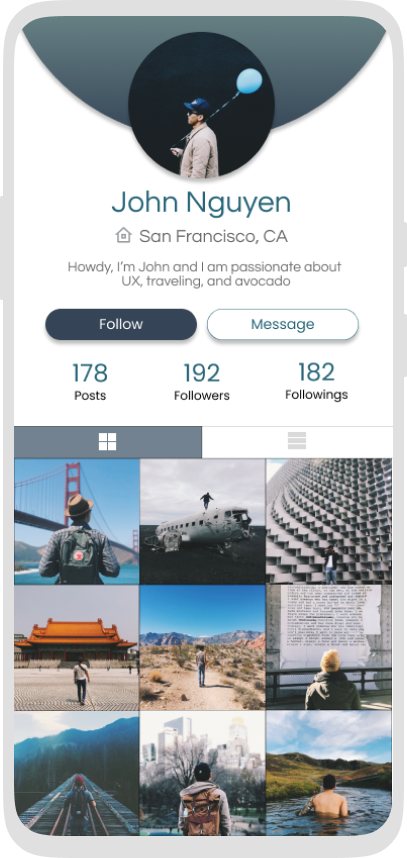 John Nguyen
San Francisco, CA
Howdy, I’m John and I am passionate about
UX, traveling, and avocado
Follow
Message
178
192
182
Posts
Followers
Followings